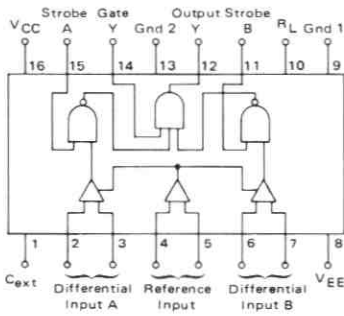 Strobe Gate Output Strobe
VCC A Y Gnd 2 Y B RL Gnd 1
16 15 14 13 12 11 10 9
1 2 3 4 5 6 7 8
Cext Differential Reference Differential VEE
Input A Input Input B